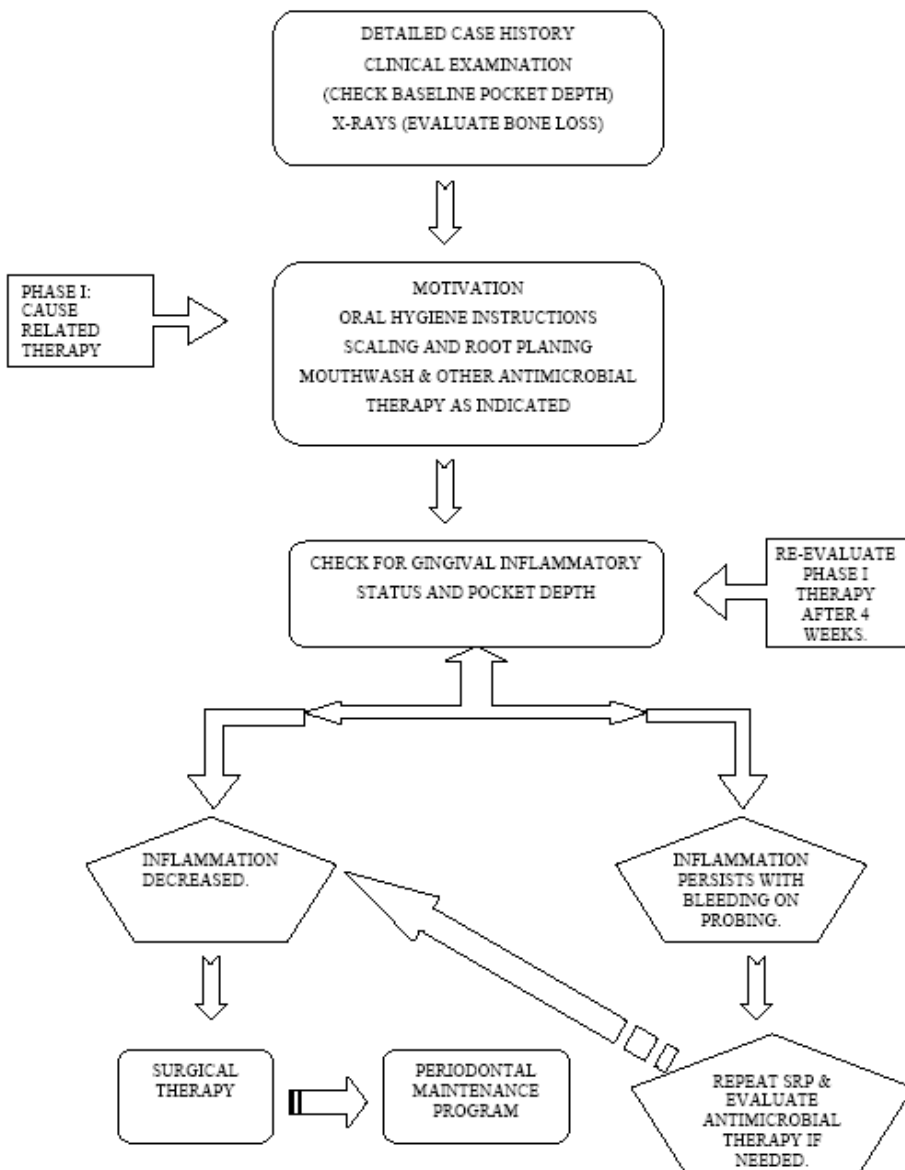 DETAILED CASE HISTORY
CLINICAL EXAMINATION
(CHECK BASELINE POCKET DEPTH)
X-RAYS (EVALUATE BONE LOSS)
PHASE I:
CAUSE
RELATED
THERAPY
MOTIVATION
ORAL HYGIENE INSTRUCTIONS
SCALING AND ROOT PLANING
MOUTHWASH & OTHER ANTIMICROBIAL
THERAPY AS INDICATED
CHECK FOR GINGIVAL INFLAMMATORY
STATUS AND POCKET DEPTH
RE-EVALUATE
PHASE I
THERAPY
AFTER 4
WEEKS.
INFLAMMATION
DECREASED.
INFLAMMATION
PERSISTS WITH
BLEEDING ON
PROBING.
SURGICAL
THERAPY
PERIODONTAL
MAINTENANCE
PROGRAM
REPEAT SRP &
EVALUATE
ANTIMICROBIAL
THERAPY IF
NEEDED.